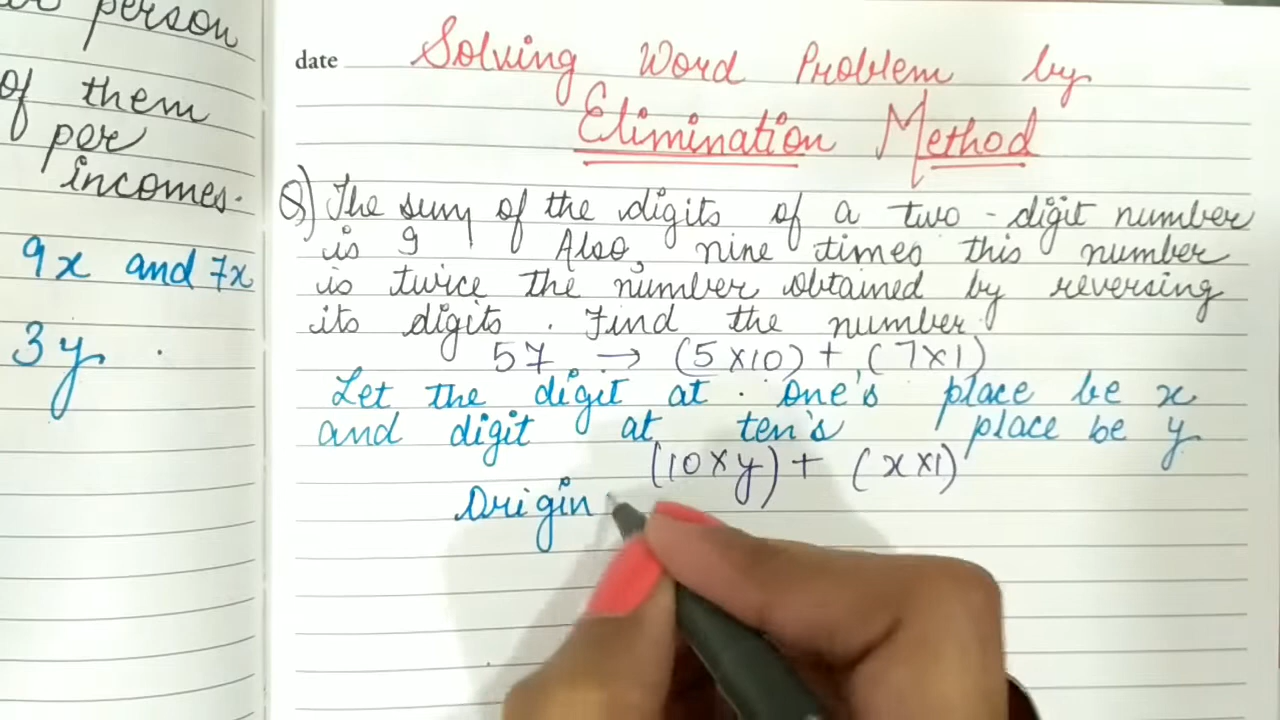 person
of them
per
incomes.
9x and 7x
3y.
date
Solving Word Problem by
Elimination Method
Q) The sum of the digits of a two-digit number
is 9. Also, nine times this number
is twice the number obtained by reversing
its digits. Find the number.
57 → (5×10) + (7×1)
Let the digit at one's place be x
and digit at ten's place be y
(10×y) + (x×1)
Origin